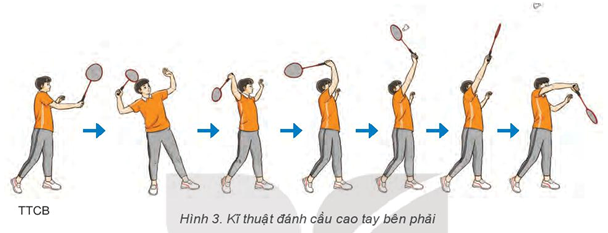 TTCB
Hình 3. Kĩ thuật đánh cầu cao tay bên phải